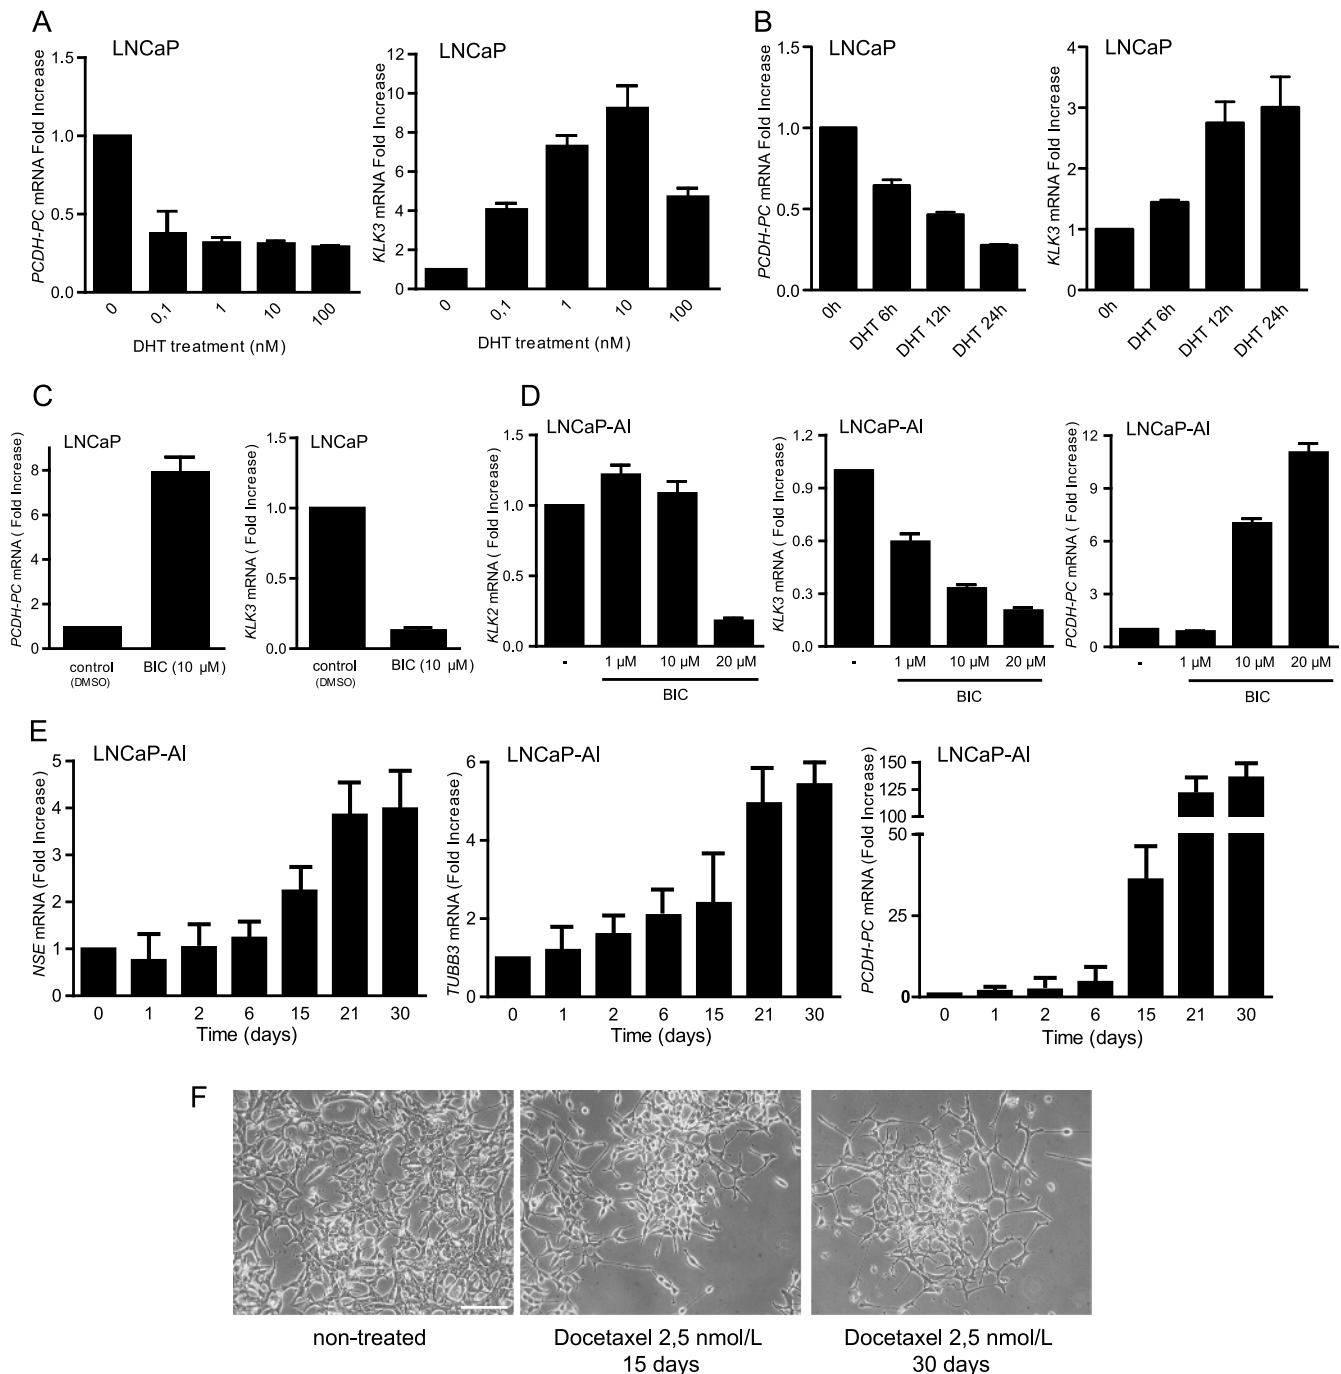 A
LNCaP
PCDH-PC mRNA Fold Increase
1.5
1.0
0.5
0.0
0
0,1
1
10
100
DHT treatment (nM)
LNCaP
KLK3 mRNA Fold Increase
12
10
8
6
4
2
0
0
0,1
1
10
100
DHT treatment (nM)
B
LNCaP
PCDH-PC mRNA Fold Increase
1.5
1.0
0.5
0.0
0h
DHT 6h
DHT 12h
DHT 24h
LNCaP
KLK3 mRNA Fold Increase
4
3
2
1
0
0h
DHT 6h
DHT 12h
DHT 24h
C
LNCaP
PCDH-PC mRNA ( Fold Increase)
8
6
4
2
0
control
(DMSO)
BIC (10 µM)
LNCaP
KLK3 mRNA ( Fold Increase)
1.5
1.0
0.5
0.0
control
(DMSO)
BIC (10 µM)
D
LNCaP-AI
KLK2 mRNA ( Fold Increase)
1.5
1.0
0.5
0.0
-
1 µM
10 µM
20 µM
BIC
LNCaP-AI
KLK3 mRNA ( Fold Increase)
1.2
0.9
0.6
0.3
0.0
-
1 µM
10 µM
20 µM
BIC
LNCaP-AI
PCDH-PC mRNA ( Fold Increase)
12
9
6
3
0
-
1 µM
10 µM
20 µM
BIC
E
LNCaP-AI
NSE mRNA (Fold Increase)
5
4
3
2
1
0
0 1 2 6 15 21 30
Time (days)
LNCaP-AI
TUBB3 mRNA (Fold Increase)
6
4
2
0
0 1 2 6 15 21 30
Time (days)
LNCaP-AI
PCDH-PC mRNA (Fold Increase)
150
125
100
50
25
0
0 1 2 6 15 21 30
Time (days)
F
non-treated
Docetaxel 2,5 nmol/L
15 days
Docetaxel 2,5 nmol/L
30 days